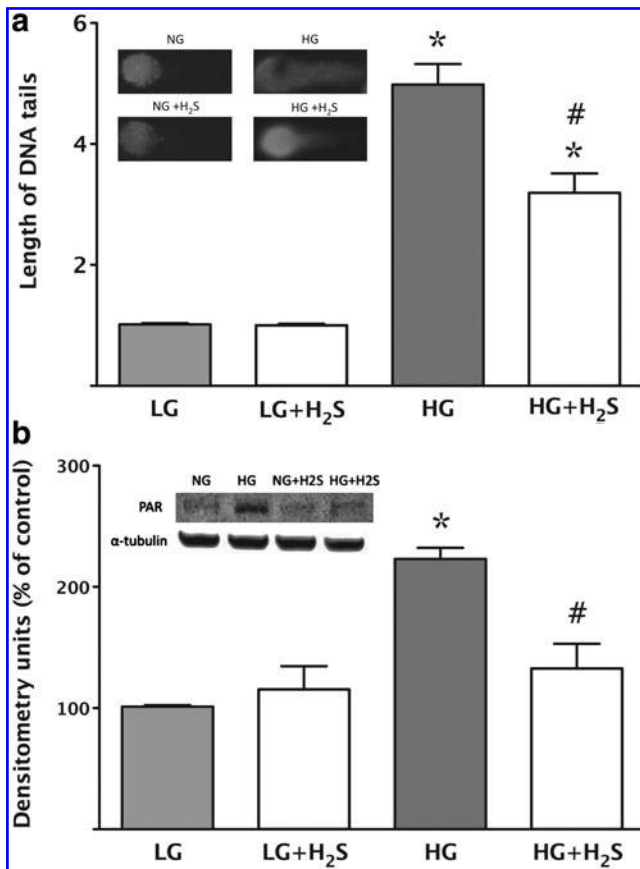 a
6
4
2
Length of DNA tails
NG
HG
NG +H₂S
HG +H₂S
*
#
*
LG
LG+H₂S
HG
HG+H₂S
b
300
200
100
Densitometry units (% of control)
NG HG NG+H2S HG+H2S
PAR
α-tubulin
*
#
LG
LG+H₂S
HG
HG+H₂S